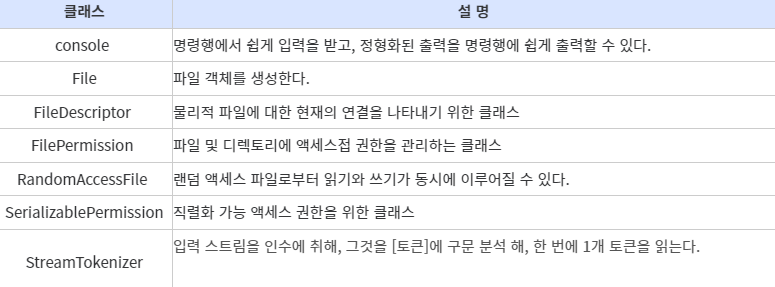 클래스 설 명
console 명령행에서 쉽게 입력을 받고, 정형화된 출력을 명령행에 쉽게 출력할 수 있다.
File 파일 객체를 생성한다.
FileDescriptor 물리적 파일에 대한 현재의 연결을 나타내기 위한 클래스
FilePermission 파일 및 디렉토리에 액세스접 권한을 관리하는 클래스
RandomAccessFile 랜덤 액세스 파일로부터 읽기와 쓰기가 동시에 이루어질 수 있다.
SerializablePermission 직렬화 가능 액세스 권한을 위한 클래스
StreamTokenizer 입력 스트림을 인수에 취해, 그것을 [토큰]에 구문 분석 해, 한 번에 1개 토큰을 읽는다.